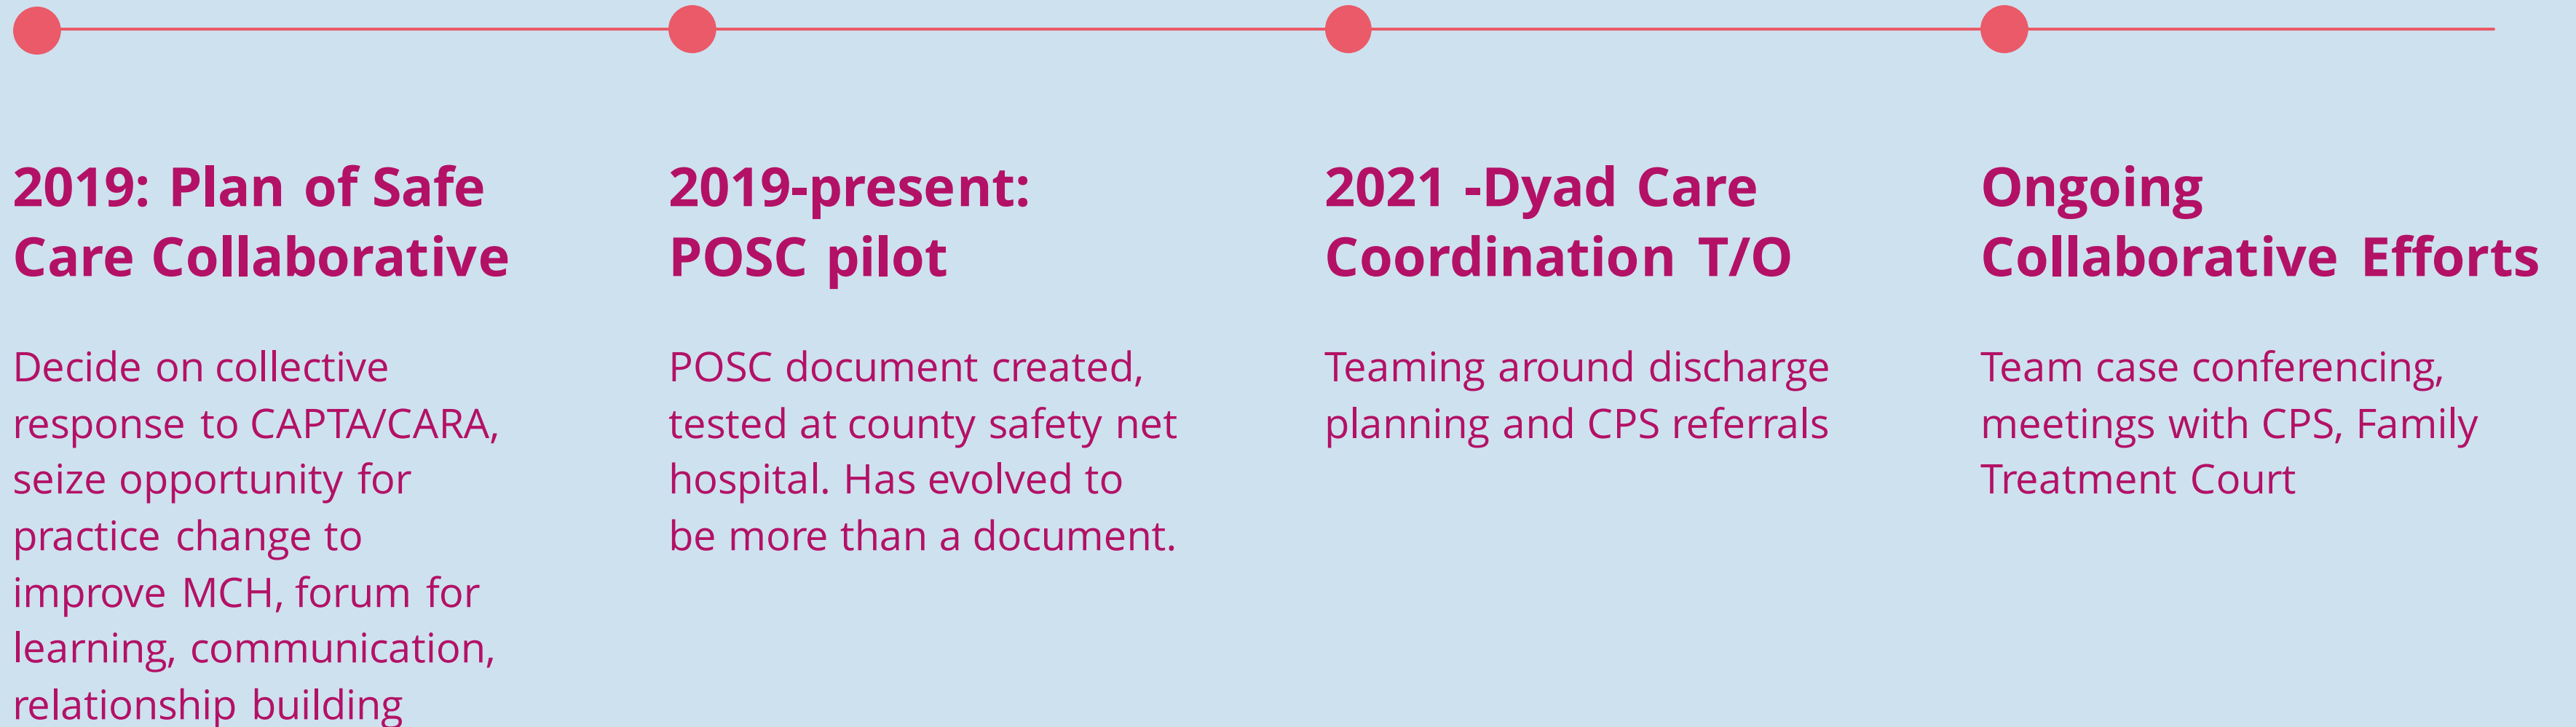 2019: Plan of Safe
Care Collaborative
Decide on collective
response to CAPTA/CARA,
seize opportunity for
practice change to
improve MCH, forum for
learning, communication,
relationship building
2019-present:
POSC pilot
POSC document created,
tested at county safety net
hospital. Has evolved to
be more than a document.
2021 -Dyad Care
Coordination T/O
Teaming around discharge
planning and CPS referrals
Ongoing
Collaborative Efforts
Team case conferencing,
meetings with CPS, Family
Treatment Court